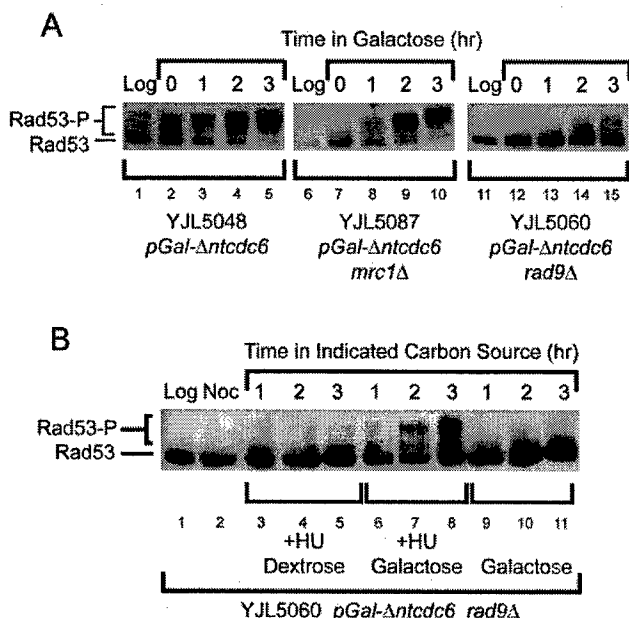 A
Time in Galactose (hr)
Log 0 1 2 3 Log 0 1 2 3 Log 0 1 2 3
Rad53-P
Rad53
1 2 3 4 5 6 7 8 9 10 11 12 13 14 15
YJL5048 YJL5087 YJL5060
pGal-Δntcdc6 pGal-Δntcdc6 pGal-Δntcdc6
mrc1Δ rad9Δ
B
Time in Indicated Carbon Source (hr)
Log Noc 1 2 3 1 2 3 1 2 3
Rad53-P
Rad53
1 2 3 4 5 6 7 8 9 10 11
+HU +HU
Dextrose Galactose Galactose
YJL5060 pGal-Δntcdc6 rad9Δ